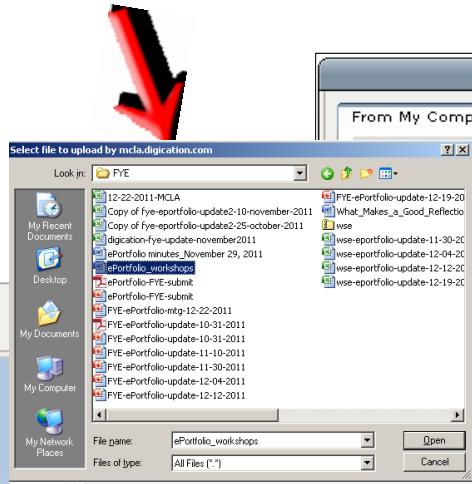 From My Comp
Select file to upload by mcla.digication.com
Look in:
FYE
My Recent
Documents
Desktop
My Documents
My Computer
My Network
Places
12-22-2011-MCLA
Copy of fye-eportfolio-update2-10-november-2011
Copy of fye-eportfolio-update2-25-october-2011
digication-fye-update-november2011
ePortfolio minutes_November 29, 2011
ePortfolio_workshops
ePortfolio-FYE-submit
ePortfolio-FYE-submit
FYE-ePortfolio-mtg-12-22-2011
FYE-ePortfolio-update-10-31-2011
FYE-ePortfolio-update-10-31-2011
FYE-ePortfolio-update-11-10-2011
FYE-ePortfolio-update-11-30-2011
FYE-ePortfolio-update-12-04-2011
FYE-ePortfolio-update-12-12-2011
FYE-ePortfolio-update-12-19-20
What_Makes_a_Good_Reflectio
wse
wse-eportfolio-update-11-30-20
wse-eportfolio-update-12-04-20
wse-eportfolio-update-12-12-20
wse-eportfolio-update-12-19-20
File name:
ePortfolio_workshops
Open
Files of type:
All Files (*.*)
Cancel